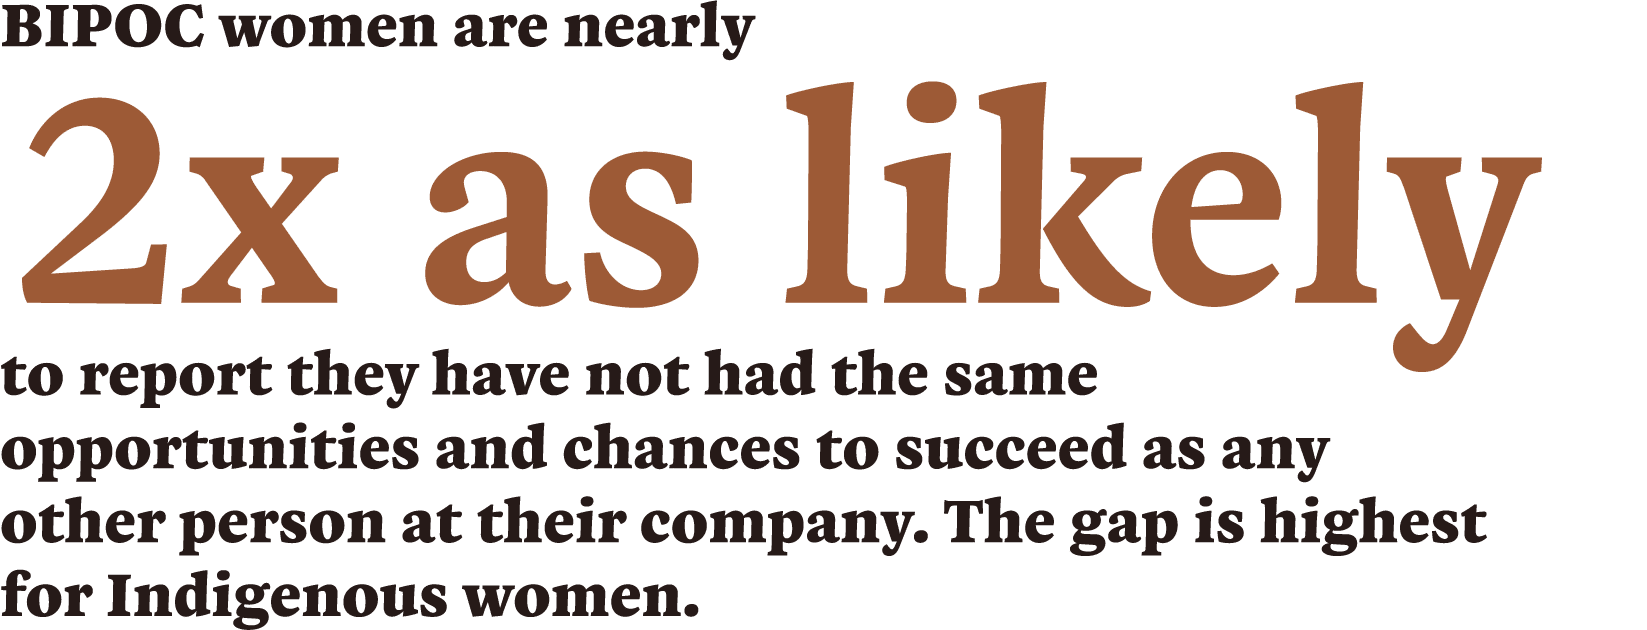 BIPOC women are nearly
2x as likely
to report they have not had the same
opportunities and chances to succeed as any
other person at their company. The gap is highest
for Indigenous women.